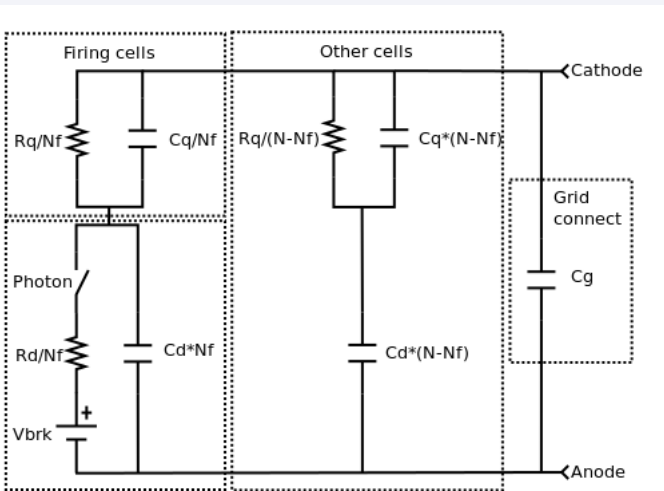 Firing cells
Other cells
Cathode
Rq/Nf
Cq/Nf
Rq/(N-Nf)
Cq*(N-Nf)
Grid
connect
Photon
Cg
Rd/Nf
Cd*Nf
Cd*(N-Nf)
+
Vbrk
Anode